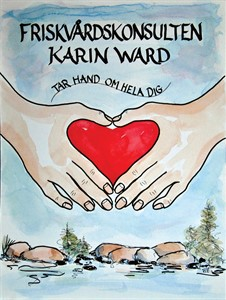 FRISKVÅRDSKONSULTEN
KARIN WARD
TAR HAND OM HELA DIG